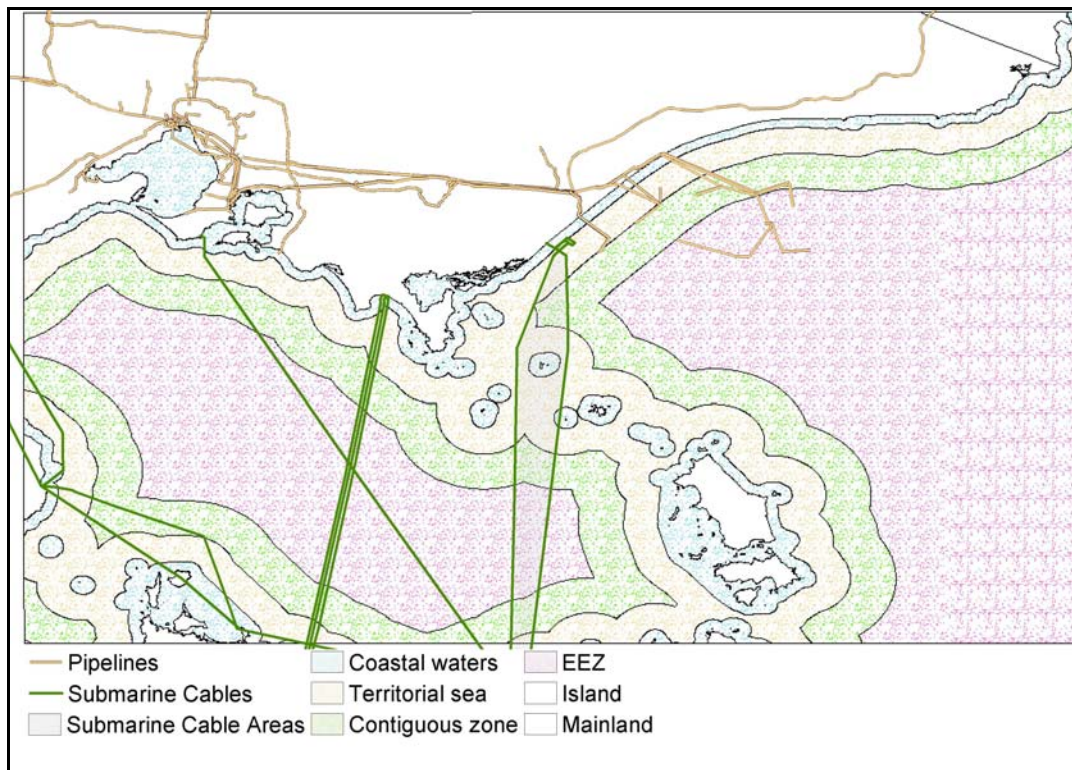 Pipelines
Submarine Cables
Submarine Cable Areas
Coastal waters
Territorial sea
Contiguous zone
EEZ
Island
Mainland